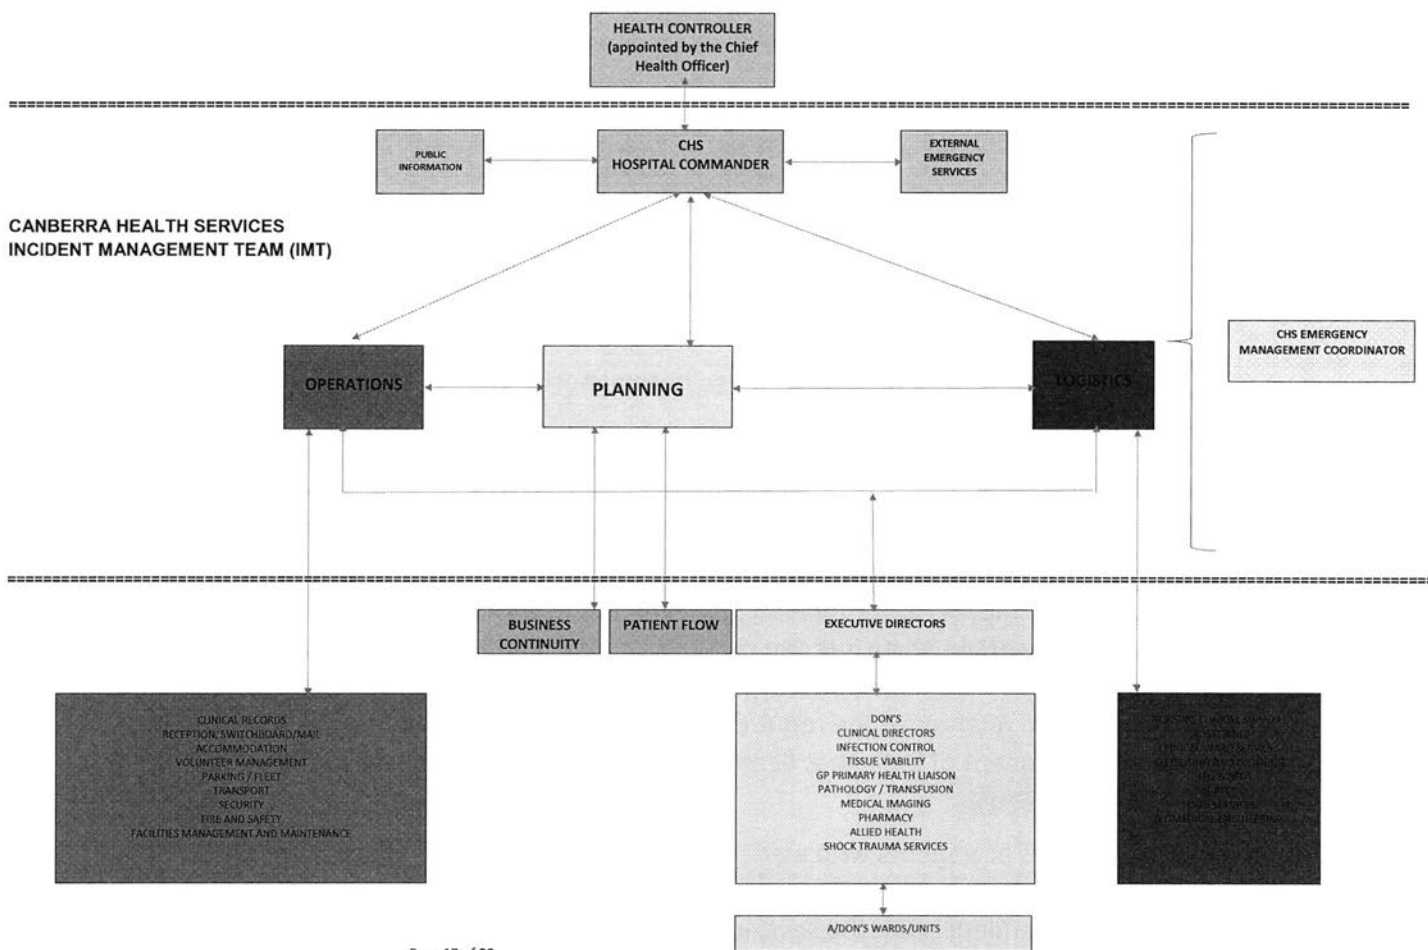 HEALTH CONTROLLER
(appointed by the Chief
Health Officer)
PUBLIC
INFORMATION
CHS
HOSPITAL COMMANDER
EXTERNAL
EMERGENCY
SERVICES
CANBERRA HEALTH SERVICES
INCIDENT MANAGEMENT TEAM (IMT)
OPERATIONS
PLANNING
LOGISTICS
CHS EMERGENCY
MANAGEMENT COORDINATOR
BUSINESS
CONTINUITY
PATIENT FLOW
EXECUTIVE DIRECTORS
CLINICAL RECORDS
RECEPTION, SWITCHBOARD/MAIL
ACCOMMODATION
VOLUNTEER MANAGEMENT
PARKING / FLEET
TRANSPORT
SECURITY
FIRE AND SAFETY
FACILITIES MANAGEMENT AND MAINTENANCE
DON'S
CLINICAL DIRECTORS
INFECTION CONTROL
TISSUE VIABILITY
GP PRIMARY HEALTH LIAISON
PATHOLOGY / TRANSFUSION
MEDICAL IMAGING
PHARMACY
ALLIED HEALTH
SHOCK TRAUMA SERVICES
A/DON'S WARDS/UNITS